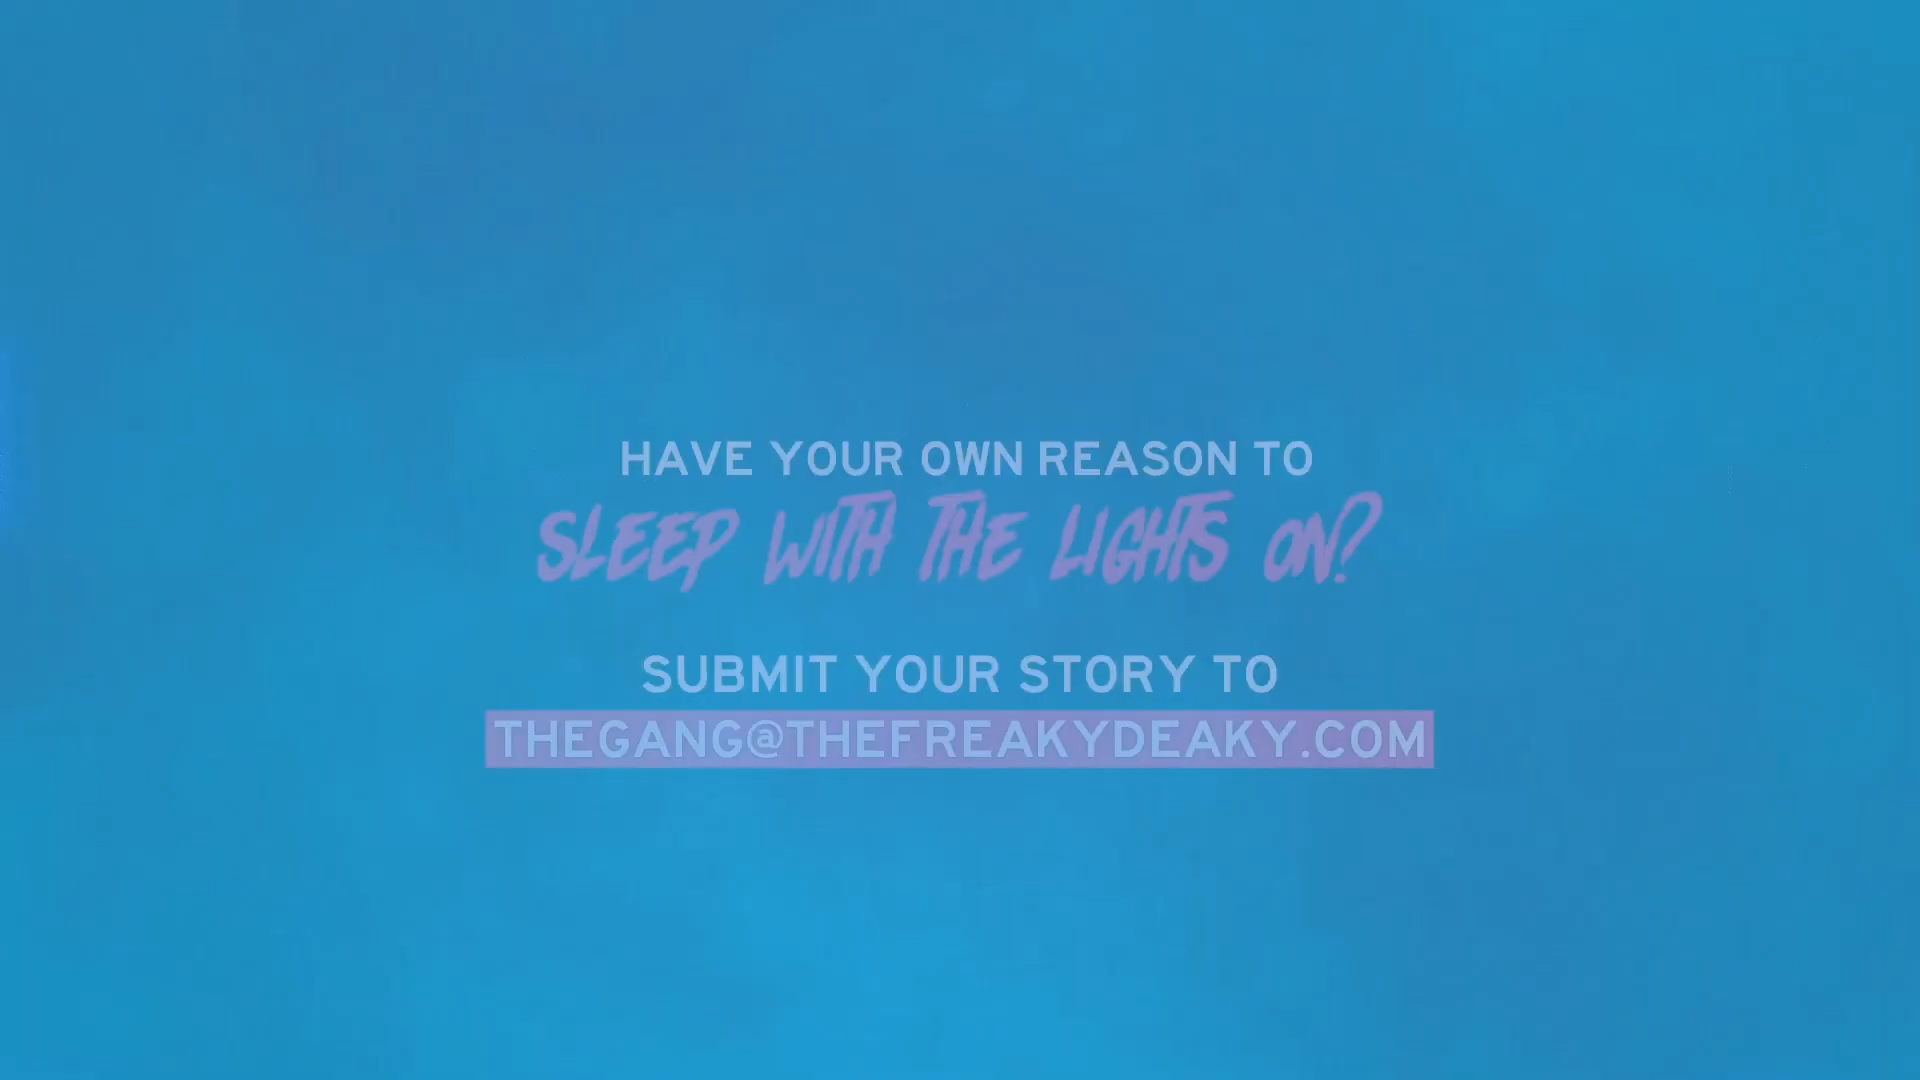 HAVE YOUR OWN REASON TO
SLEEP WITH THE LIGHTS ON?
SUBMIT YOUR STORY TO
THEGANG@THEFREAKYDEAKY.COM